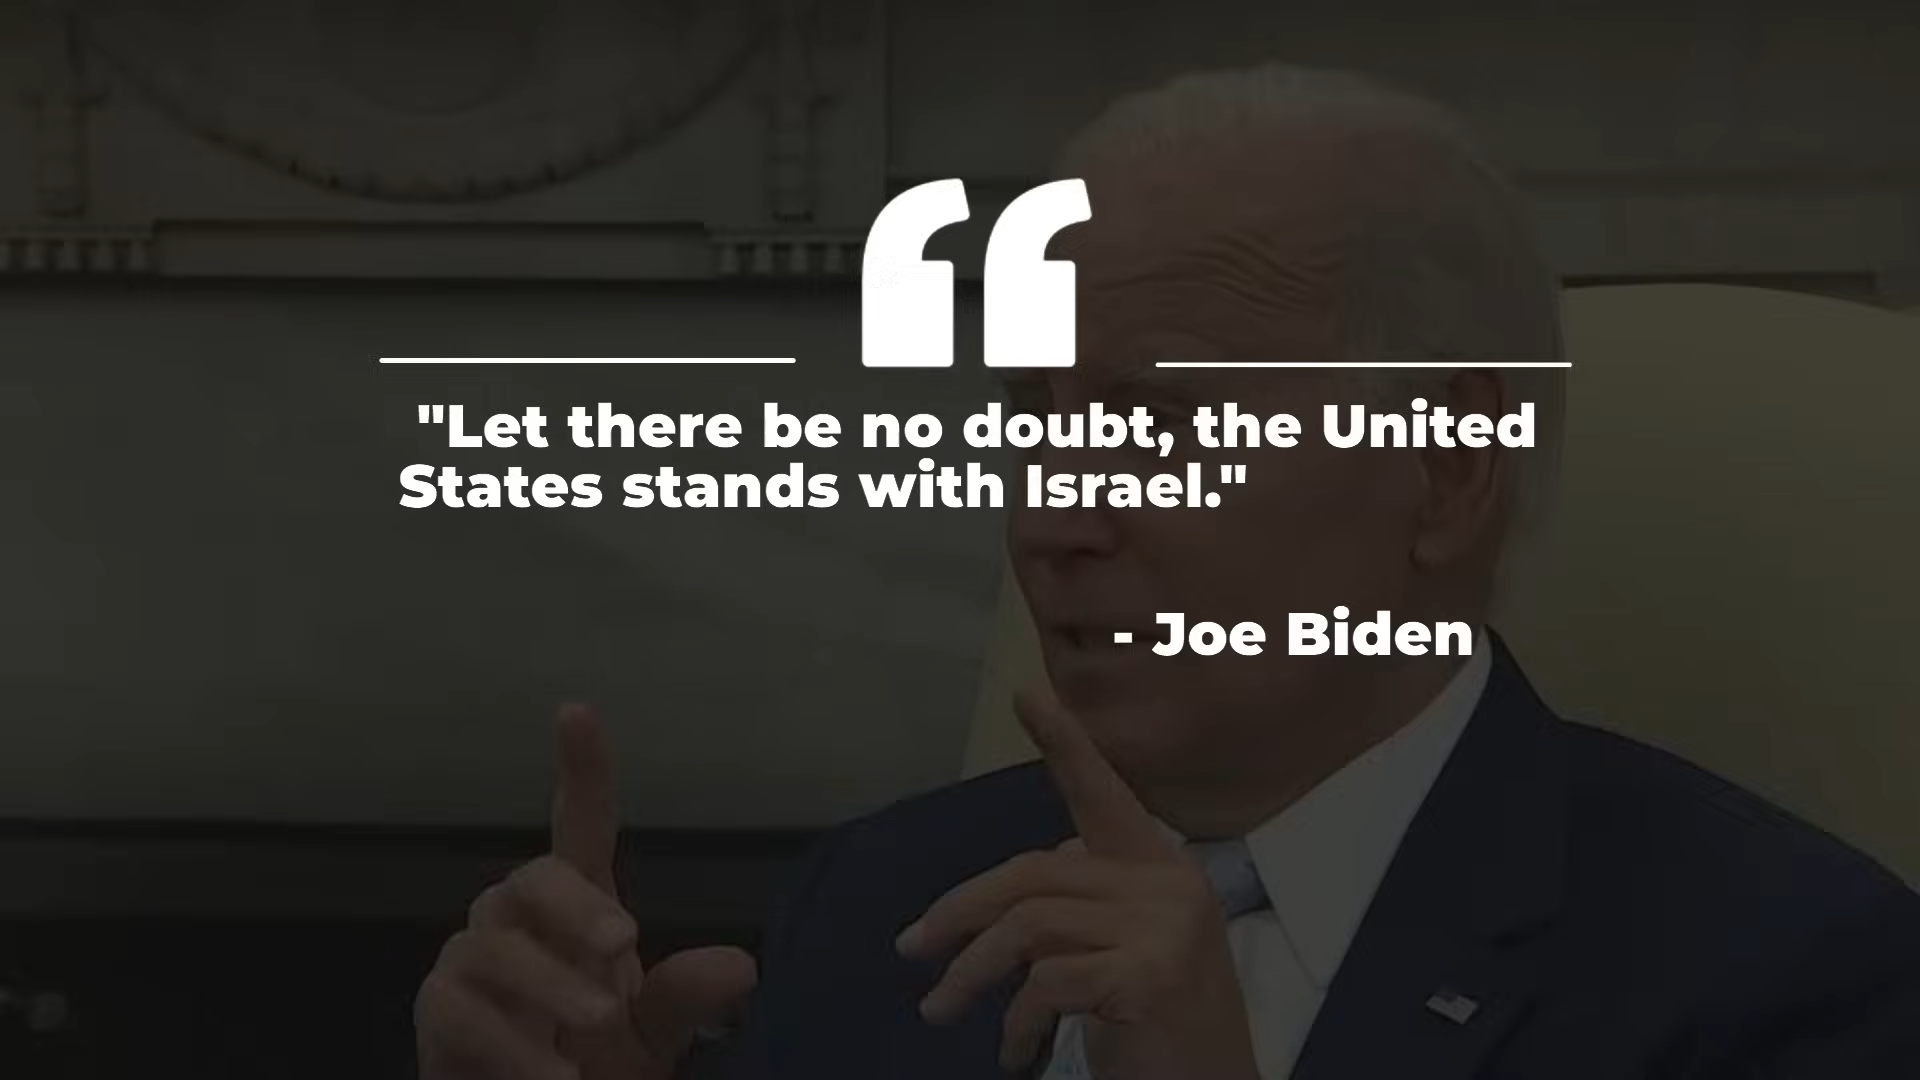 "Let there be no doubt, the United
States stands with Israel."
- Joe Biden